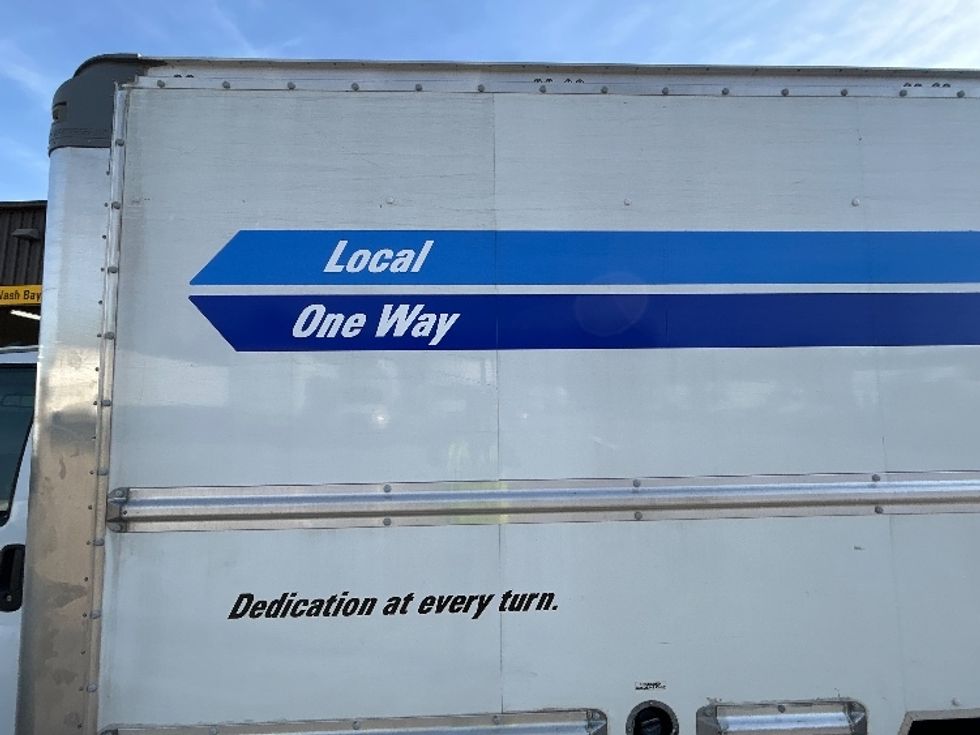 Local
One Way
Wash Bay
Dedication at every turn.